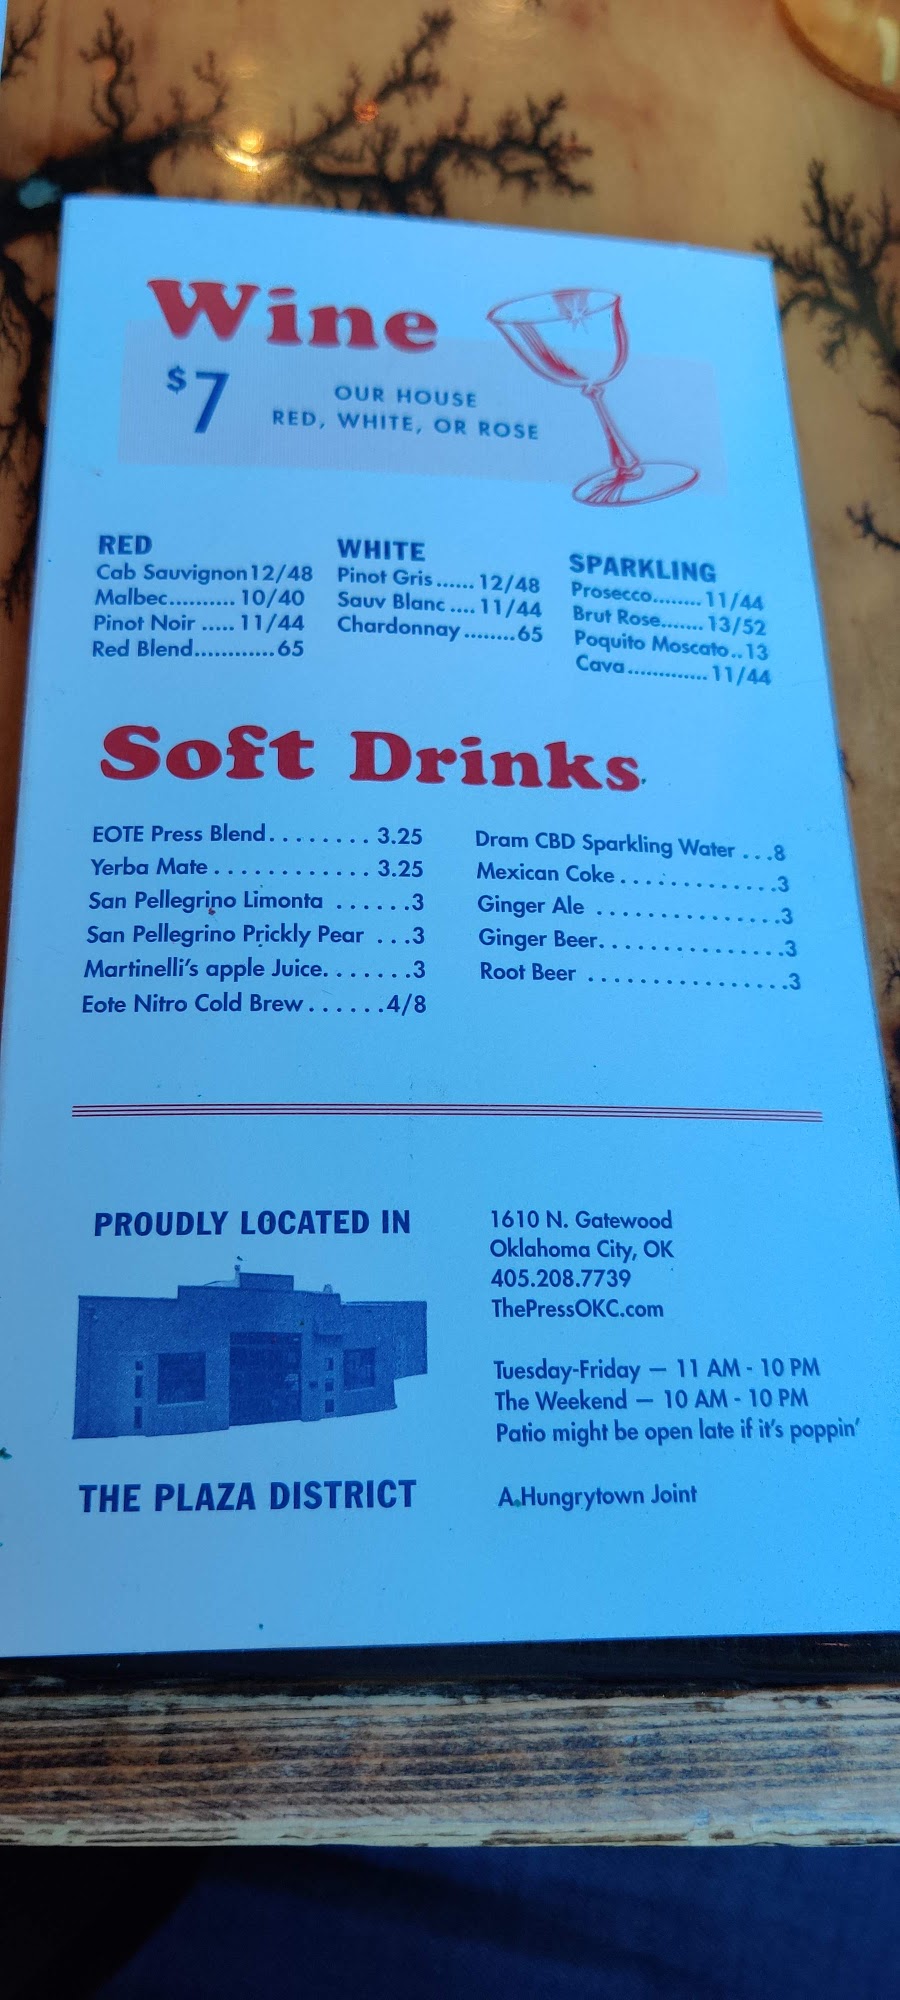 Wine
$7
OUR HOUSE
RED, WHITE, OR ROSE
RED
Cab Sauvignon12/48
Malbec.......... 10/40
Pinot Noir ..... 11/44
Red Blend............65
WHITE
Pinot Gris...... 12/48
Sauv Blanc .... 11/44
Chardonnay ........65
SPARKLING
Prosecco........ 11/44
Brut Rose....... 13/52
Poquito Moscato..13
Cava............. 11/44
Soft Drinks
EOTE Press Blend........ 3.25
Yerba Mate ............ 3.25
San Pellegrino Limonta ......3
San Pellegrino Prickly Pear ...3
Martinelli's apple Juice.......3
Eote Nitro Cold Brew ......4/8
Dram CBD Sparkling Water ...8
Mexican Coke .............3
Ginger Ale ...............3
Ginger Beer...............3
Root Beer ................3
PROUDLY LOCATED IN
THE PLAZA DISTRICT
1610 N. Gatewood
Oklahoma City, OK
405.208.7739
ThePressOKC.com
Tuesday-Friday — 11 AM - 10 PM
The Weekend — 10 AM - 10 PM
Patio might be open late if it's poppin'
A Hungrytown Joint